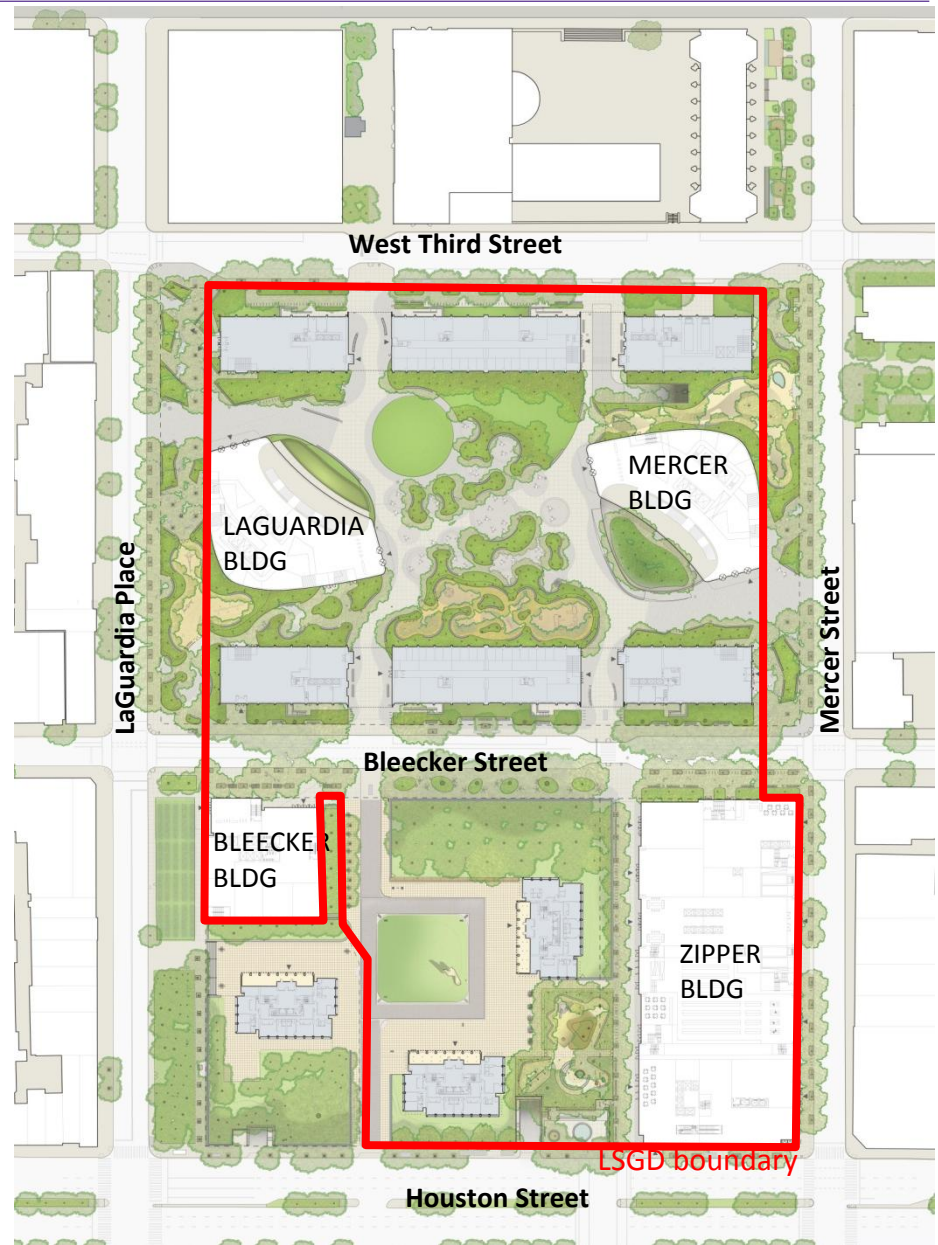 West Third Street
MERCER
BLDG
LAGUARDIA
BLDG
LaGuardia Place
Mercer Street
Bleecker Street
BLEECKER
BLDG
ZIPPER
BLDG
LSGD boundary
Houston Street